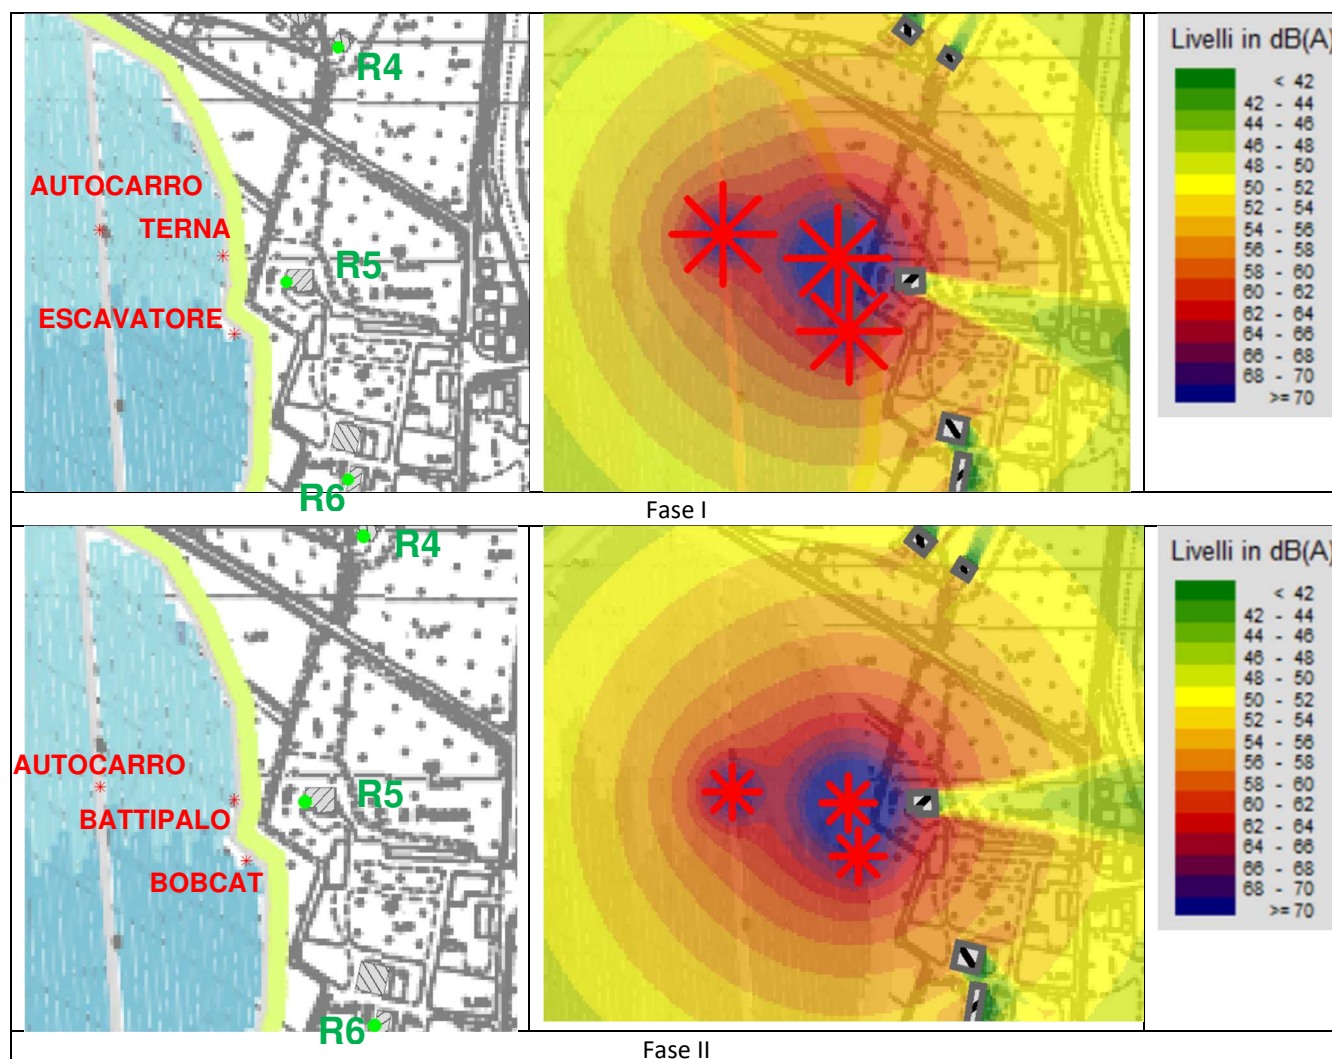 R4
AUTOCARRO
TERNA
R5
ESCAVATORE
R6
Livelli in dB(A)
< 42
42 - 44
44 - 46
46 - 48
48 - 50
50 - 52
52 - 54
54 - 56
56 - 58
58 - 60
60 - 62
62 - 64
64 - 66
66 - 68
68 - 70
>= 70
Fase I
R4
AUTOCARRO
R5
BATTIPALO
BOBCAT
R6
Livelli in dB(A)
< 42
42 - 44
44 - 46
46 - 48
48 - 50
50 - 52
52 - 54
54 - 56
56 - 58
58 - 60
60 - 62
62 - 64
64 - 66
66 - 68
68 - 70
>= 70
Fase II